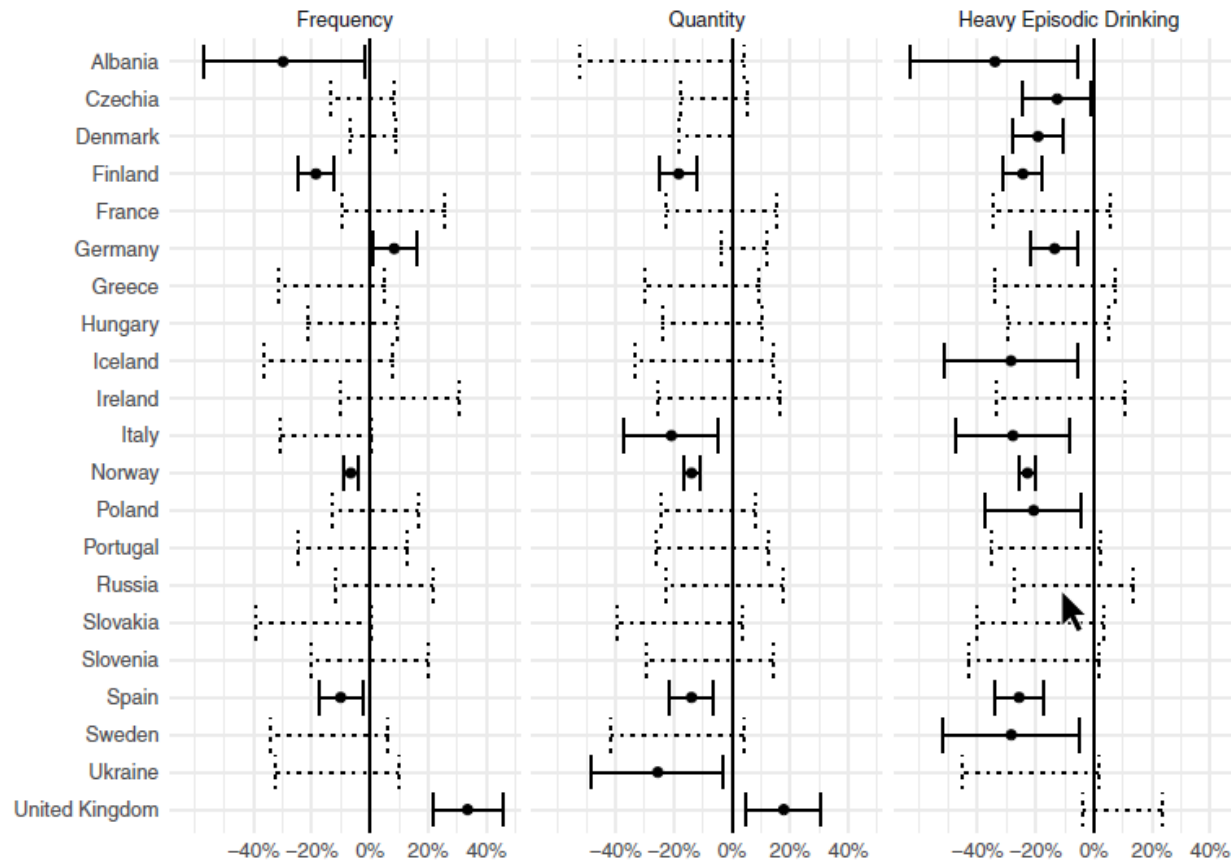 Frequency Quantity Heavy Episodic Drinking
Albania
Czechia
Denmark
Finland
France
Germany
Greece
Hungary
Iceland
Ireland
Italy
Norway
Poland
Portugal
Russia
Slovakia
Slovenia
Spain
Sweden
Ukraine
United Kingdom
−40% −20% 0% 20% 40% −40% −20% 0% 20% 40% −40% −20% 0% 20% 40%